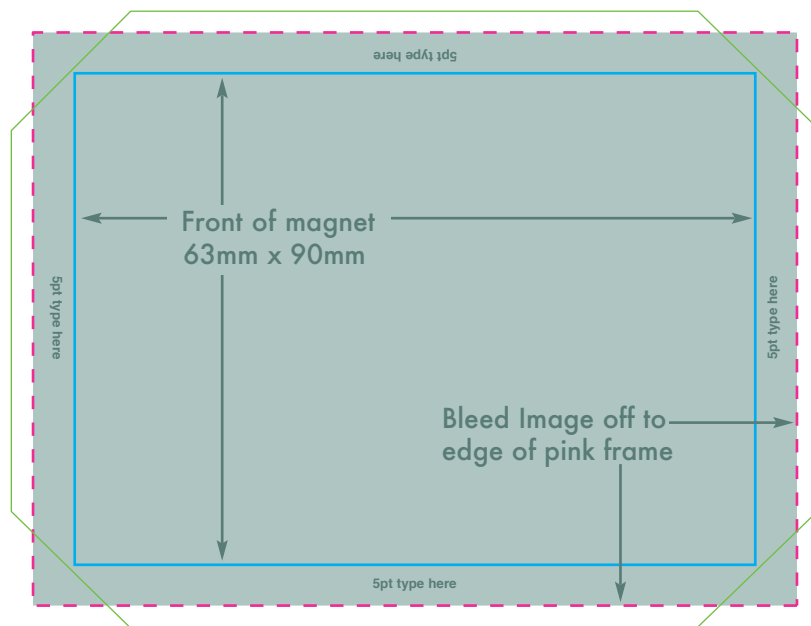 5pt type here
Front of magnet
63mm x 90mm
5pt type here
5pt type here
Bleed Image off to
edge of pink frame
5pt type here